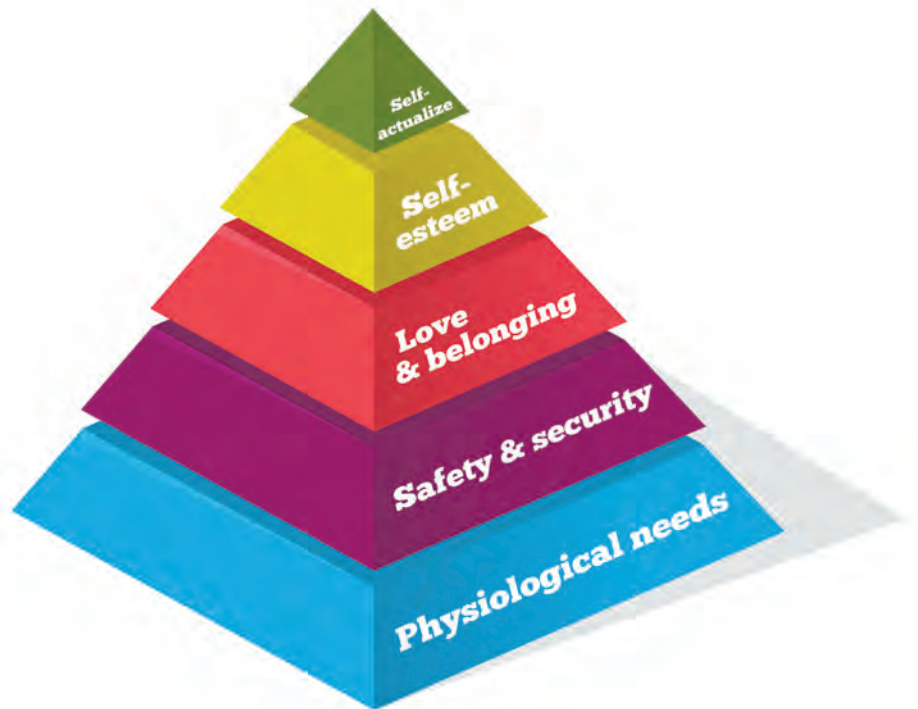 Self-
actualize
Self-
esteem
Love
& belonging
Safety & security
Physiological needs